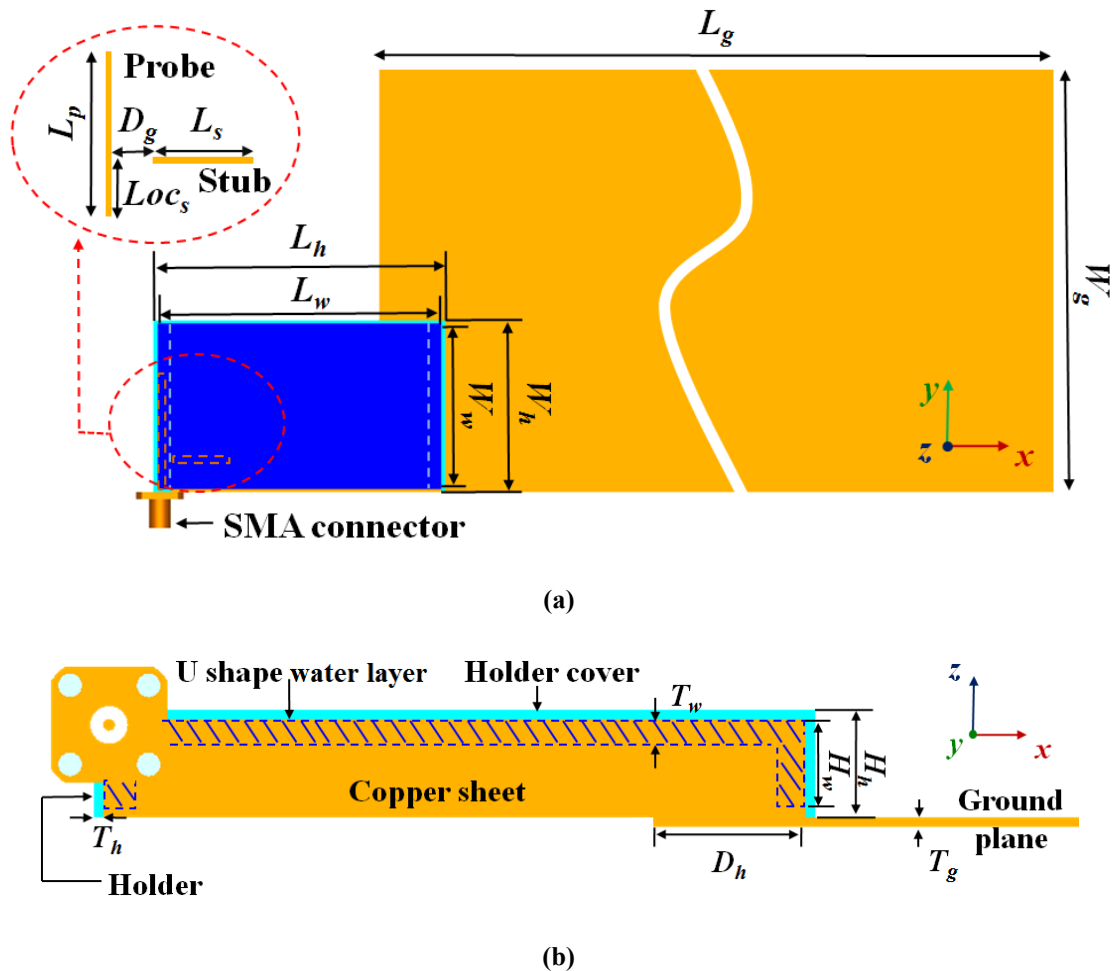 L_g
Probe
L_p
D_g
L_s
Stub
Loc_s
L_h
L_w
W_g
W_w
W_h
y
z
x
SMA connector
(a)
U shape water layer
Holder cover
T_w
z
H_w
H_h
y
x
Copper sheet
Ground
plane
T_h
D_h
T_g
Holder
(b)